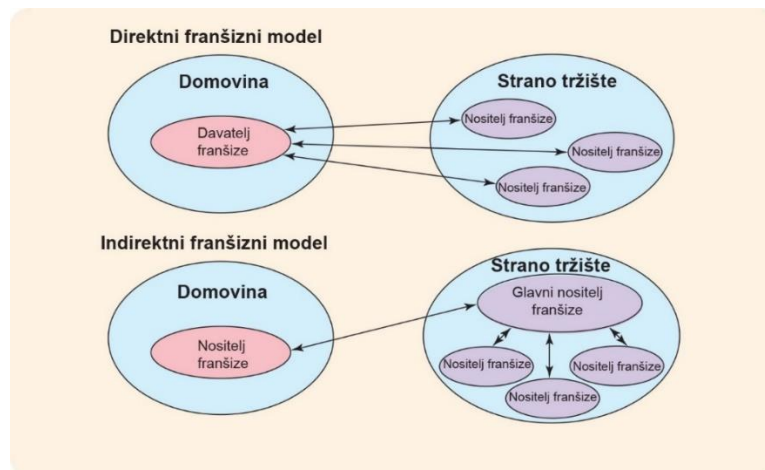 Direktni franšizni model
Domovina
Strano tržište
Davatelj
franšize
Nositelj franšize
Nositelj franšize
Nositelj franšize
Indirektni franšizni model
Domovina
Strano tržište
Nositelj
franšize
Glavni nositelj
franšize
Nositelj franšize
Nositelj franšize
Nositelj franšize